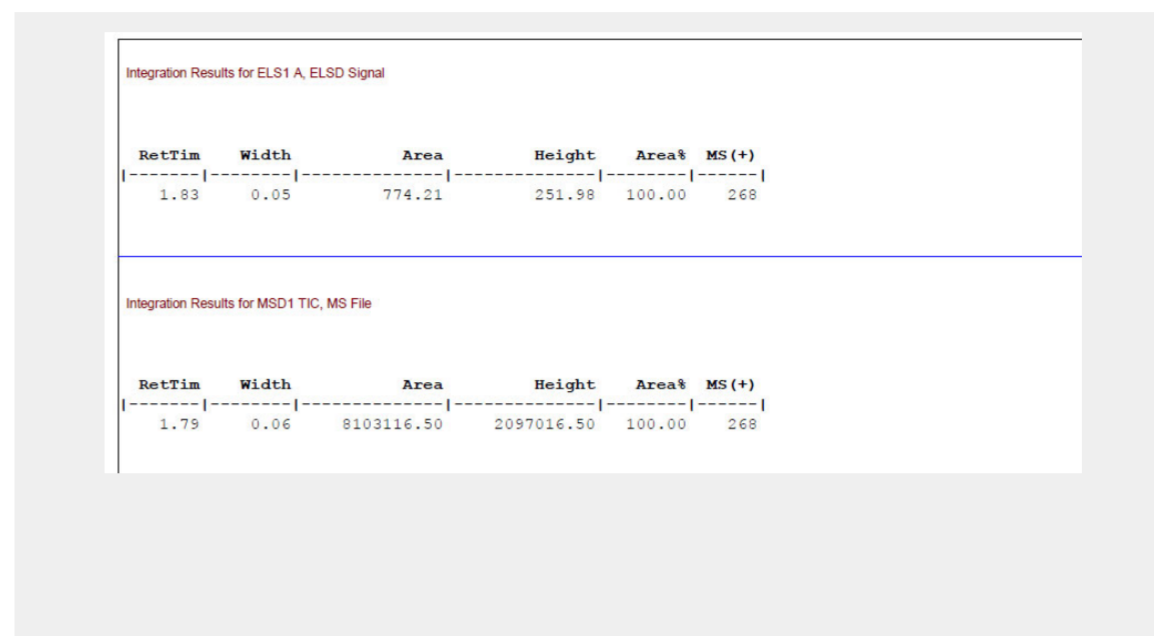 Integration Results for ELS1 A, ELSD Signal
RetTim Width Area Height Area% MS(+)
|-------|--------|--------------|--------------|--------|------|
1.83 0.05 774.21 251.98 100.00 268
Integration Results for MSD1 TIC, MS File
RetTim Width Area Height Area% MS(+)
|-------|--------|--------------|--------------|--------|------|
1.79 0.06 8103116.50 2097016.50 100.00 268